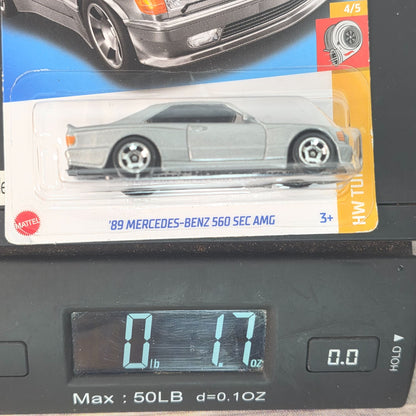 4/5
HW TU
MATTEL
'89 MERCEDES-BENZ 560 SEC AMG
3+
0 lb 1.7 oz
0.0
HOLD
Max : 50LB d=0.1OZ